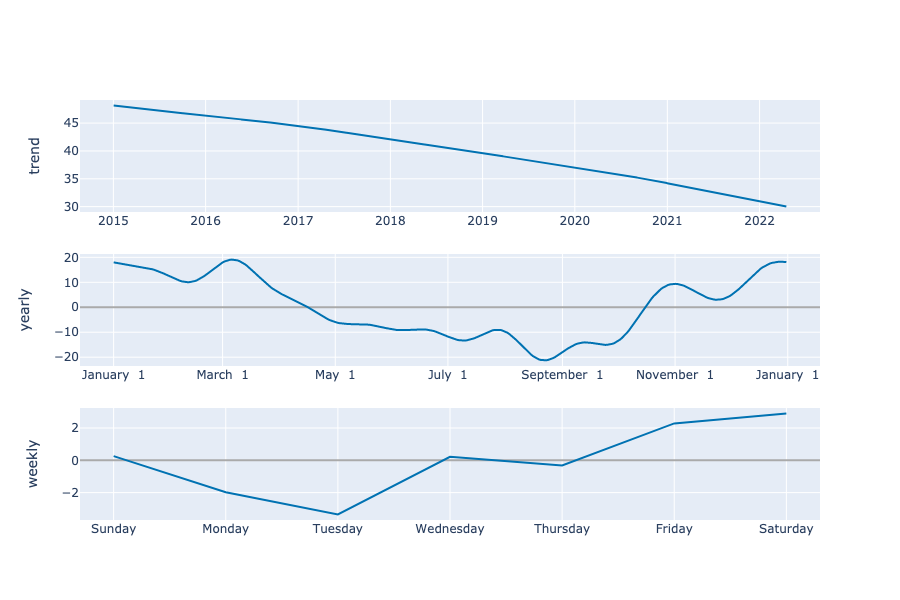 trend
45
40
35
30
2015 2016 2017 2018 2019 2020 2021 2022
yearly
20
10
0
−10
−20
January 1 March 1 May 1 July 1 September 1 November 1 January 1
weekly
2
0
−2
Sunday Monday Tuesday Wednesday Thursday Friday Saturday